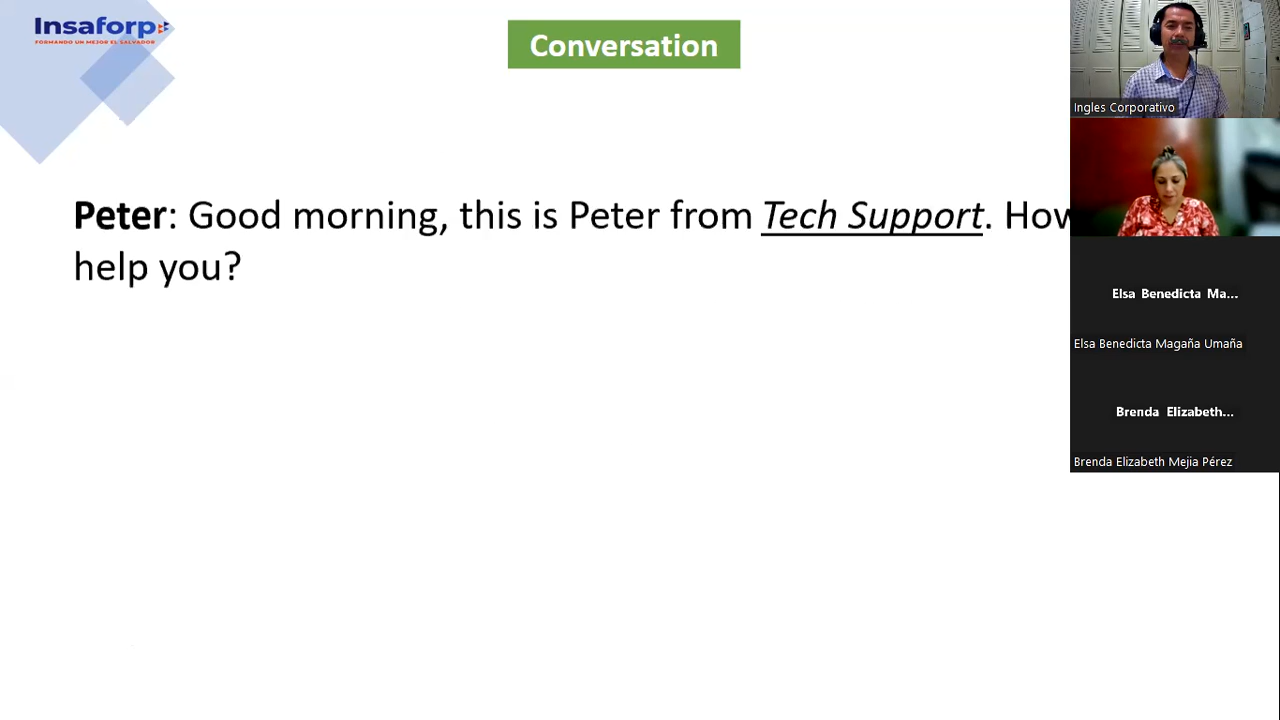 Insaforp
FORMANDO UN MEJOR EL SALVADOR
Conversation
Ingles Corporativo
Peter: Good morning, this is Peter from Tech Support. How
help you?
Elsa Benedicta Ma...
Elsa Benedicta Magaña Umaña
Brenda Elizabeth...
Brenda Elizabeth Mejia Pérez